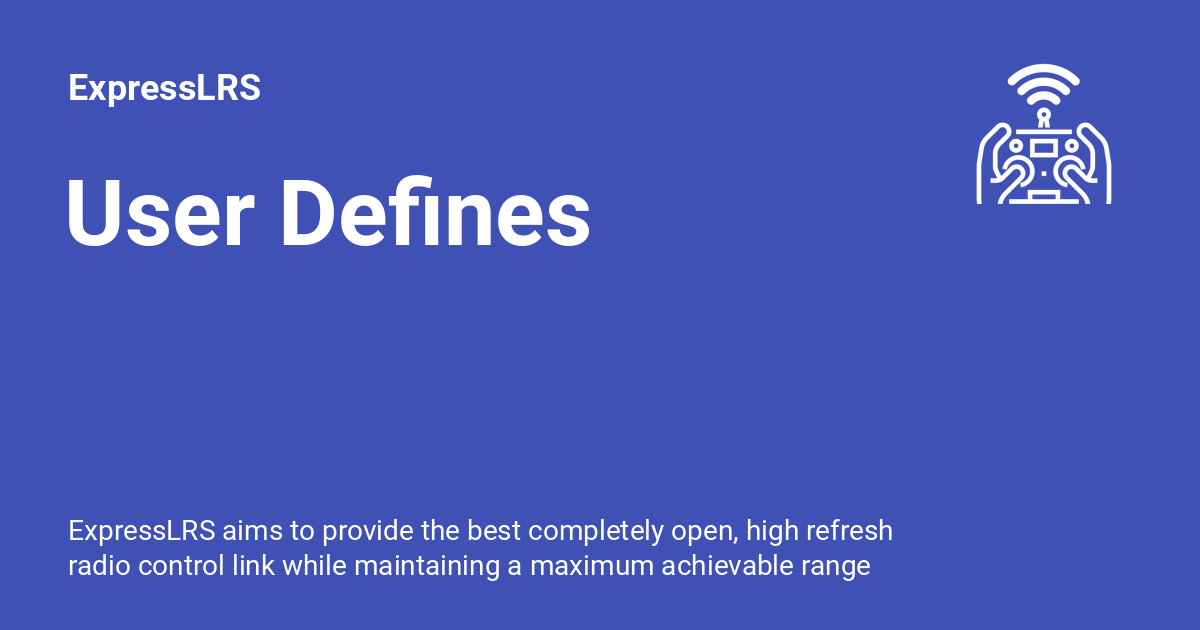 ExpressLRS
User Defines
ExpressLRS aims to provide the best completely open, high refresh
radio control link while maintaining a maximum achievable range